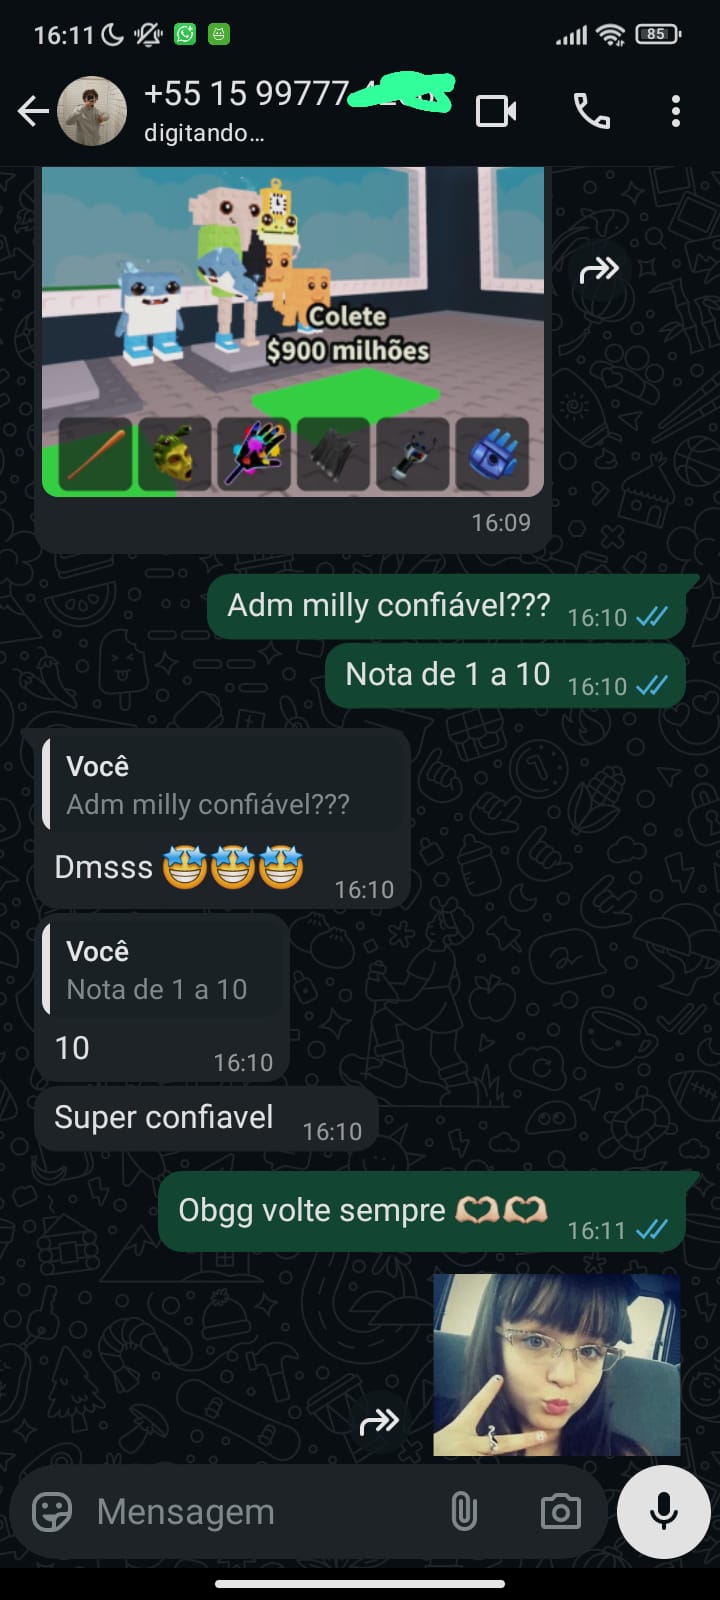 16:11
85
+55 15 99777
digitando...
Colete
$900 milhões
16:09
Adm milly confiável???
16:10
Nota de 1 a 10
16:10
Você
Adm milly confiável???
Dmsss 🤩🤩🤩
16:10
Você
Nota de 1 a 10
10
16:10
Super confiavel
16:10
Obgg volte sempre 🫶🏻🫶🏻
16:11
Mensagem